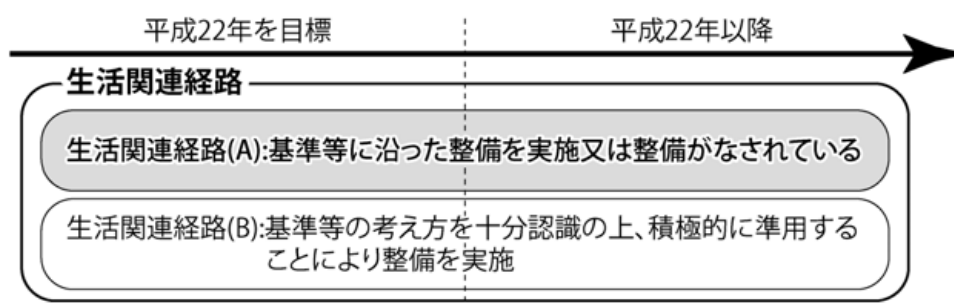 平成22年を目標
平成22年以降
生活関連経路
生活関連経路(A):基準等に沿った整備を実施又は整備がなされている
生活関連経路(B):基準等の考え方を十分認識の上、積極的に準用する
ことにより整備を実施